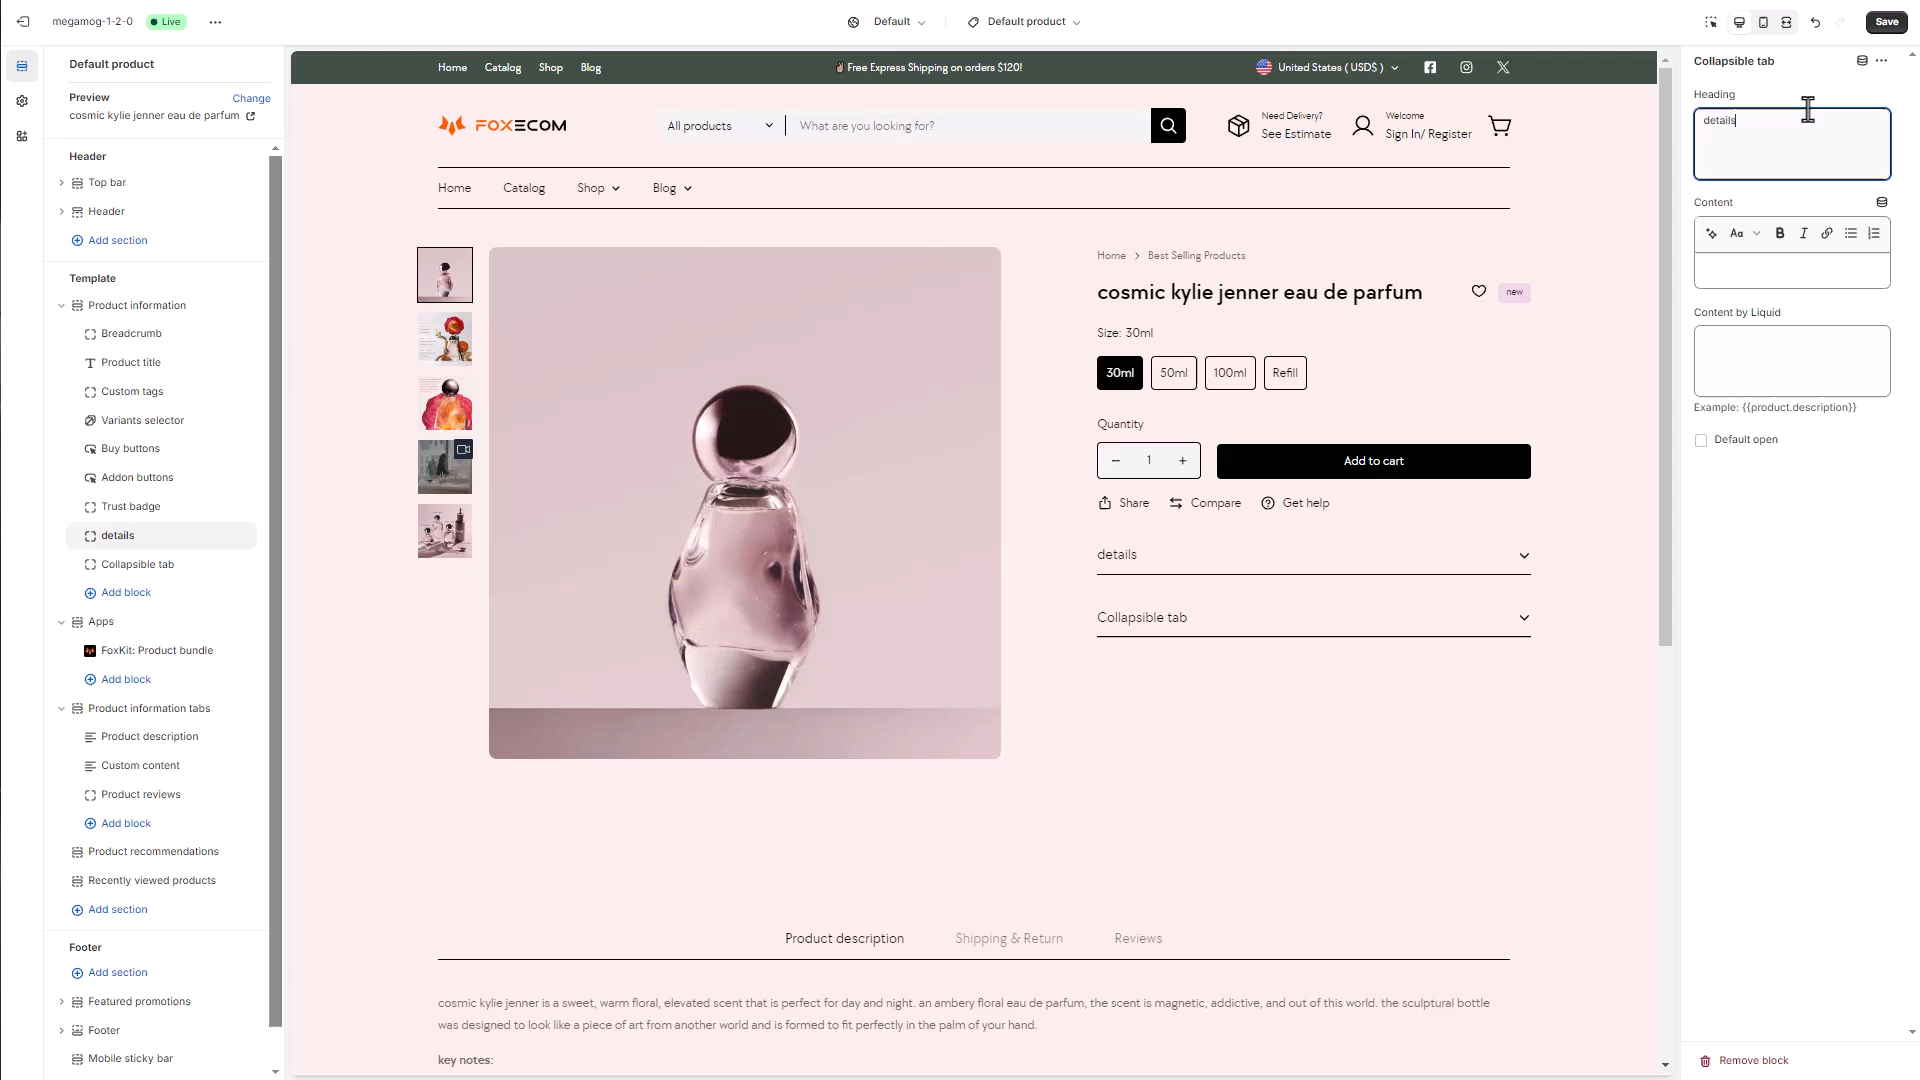 megamog-1-2-0
Live
Default
Default product
Save
Default product
Preview
Change
cosmic kylie jenner eau de parfum
Header
Top bar
Header
Add section
Template
Product information
Breadcrumb
Product title
Custom tags
Variants selector
Buy buttons
Addon buttons
Trust badge
details
Collapsible tab
Add block
Apps
FoxKit: Product bundle
Add block
Product information tabs
Product description
Custom content
Product reviews
Add block
Product recommendations
Recently viewed products
Add section
Footer
Add section
Featured promotions
Footer
Mobile sticky bar
Home Catalog Shop Blog
Free Express Shipping on orders $120!
United States ( USD$ )
FOXECOM
All products
What are you looking for?
Need Delivery?
See Estimate
Welcome
Sign In/ Register
Home Catalog Shop Blog
Home > Best Selling Products
cosmic kylie jenner eau de parfum
new
Size: 30ml
30ml 50ml 100ml Refill
Quantity
− 1 +
Add to cart
Share Compare Get help
details
Collapsible tab
Product description Shipping & Return Reviews
cosmic kylie jenner is a sweet, warm floral, elevated scent that is perfect for day and night. an ambery floral eau de parfum, the scent is magnetic, addictive, and out of this world. the sculptural bottle
was designed to look like a piece of art from another world and is formed to fit perfectly in the palm of your hand.
key notes:
Collapsible tab
Heading
details
Content
Aa B I
Content by Liquid
Example: {{product.description}}
Default open
Remove block